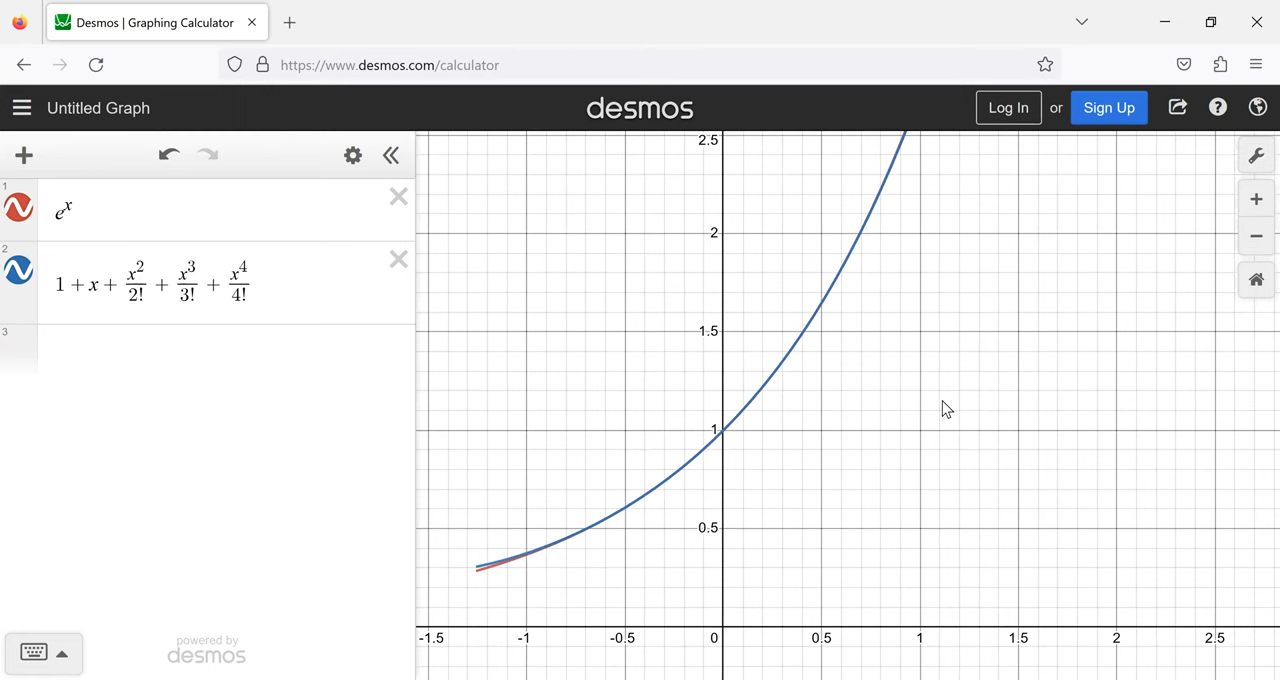 Desmos | Graphing Calculator
https://www.desmos.com/calculator
Untitled Graph
desmos
Log In or Sign Up
1
e^x
2
1 + x + x^2/2! + x^3/3! + x^4/4!
3
powered by
desmos
2.5
2
1.5
1
0.5
-1.5 -1 -0.5 0 0.5 1 1.5 2 2.5